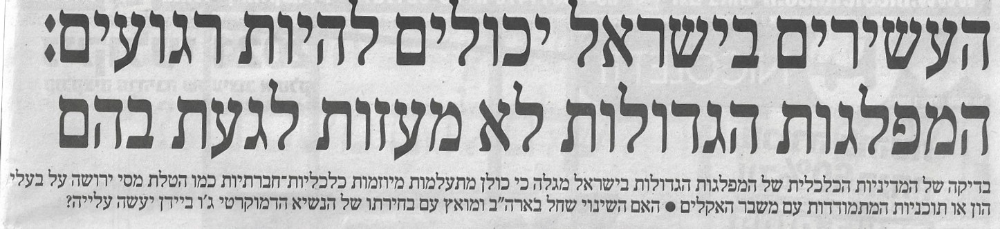 העשירים בישראל יכולים להיות רגועים:
המפלגות הגדולות לא מעזות לגעת בהם
בדיקה של המדיניות הכלכלית של המפלגות הגדולות בישראל מגלה כי כולן מתעלמות מיוזמות כלכליות־חברתיות כמו הטלת מסי ירושה על בעלי
הון או תוכניות המתמודדות עם משבר האקלים ● האם השינוי שחל בארה"ב ומואץ עם בחירתו של הנשיא הדמוקרטי ג'ו ביידן יעשה עלייה?